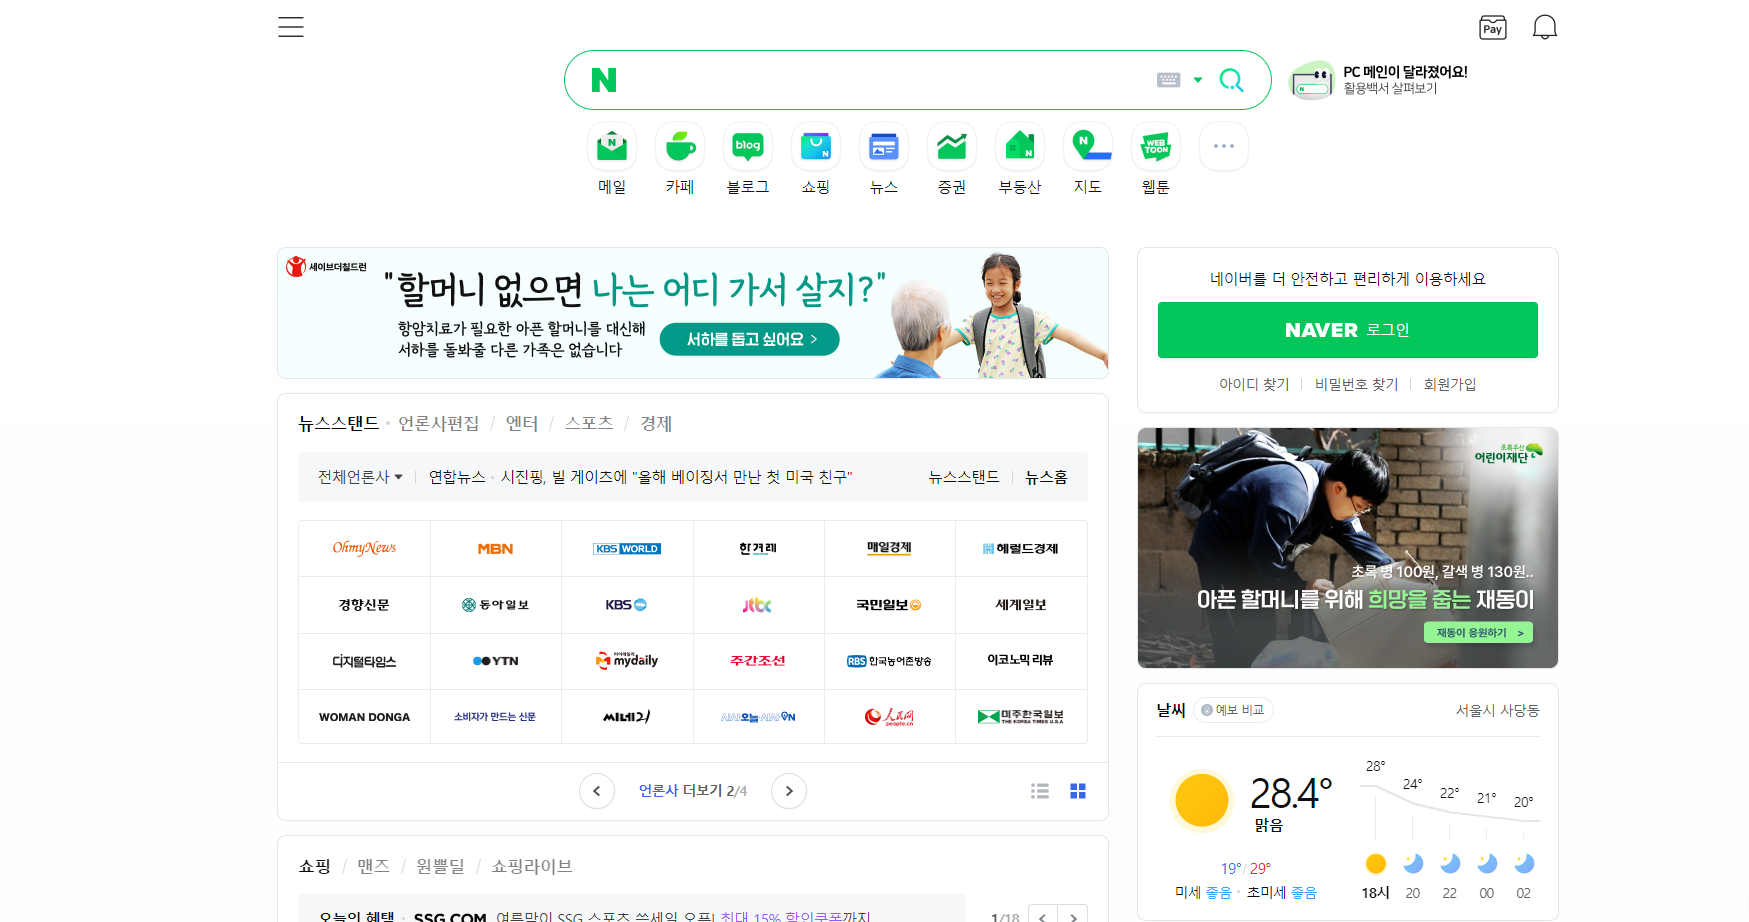 Pay
N
PC 메인이 달라졌어요!
활용백서 살펴보기
메일 카페 블로그 쇼핑 뉴스 증권 부동산 지도 웹툰
세이브더칠드런
"할머니 없으면 나는 어디 가서 살지?"
항암치료가 필요한 아픈 할머니를 대신해
서하를 돌봐줄 다른 가족은 없습니다
서하를 돕고 싶어요 >
네이버를 더 안전하고 편리하게 이용하세요
NAVER 로그인
아이디 찾기 비밀번호 찾기 회원가입
뉴스스탠드 · 언론사편집 / 엔터 / 스포츠 / 경제
전체언론사 연합뉴스 · 시진핑, 빌 게이츠에 "올해 베이징서 만난 첫 미국 친구" 뉴스스탠드 뉴스홈
OhmyNews MBN KBS WORLD 한겨레 매일경제 헤럴드경제
경향신문 동아일보 KBS jtbc 국민일보 세계일보
디지털타임스 YTN 마이데일리 mydaily 주간조선 RBS 한국농어촌방송 이코노믹리뷰
WOMAN DONGA 소비자가 만드는 신문 씨네21 시사오늘·시사ON 人民网 people.cn 미주한국일보 THE KOREA TIMES U.S.A
언론사 더보기 2/4
초록우산
어린이재단
초록 병 100원, 갈색 병 130원..
아픈 할머니를 위해 희망을 줍는 재동이
재동이 응원하기 >
날씨 예보 비교 서울시 사당동
28.4°
맑음
19° / 29°
미세 좋음 · 초미세 좋음
28° 24° 22° 21° 20°
18시 20 22 00 02
쇼핑 / 맨즈 / 원쁠딜 / 쇼핑라이브
오늘의 혜택 · SSG.COM 여름맞이 SSG 스포츠 쓱세일 오픈! 최대 15% 할인쿠폰까지
1/18